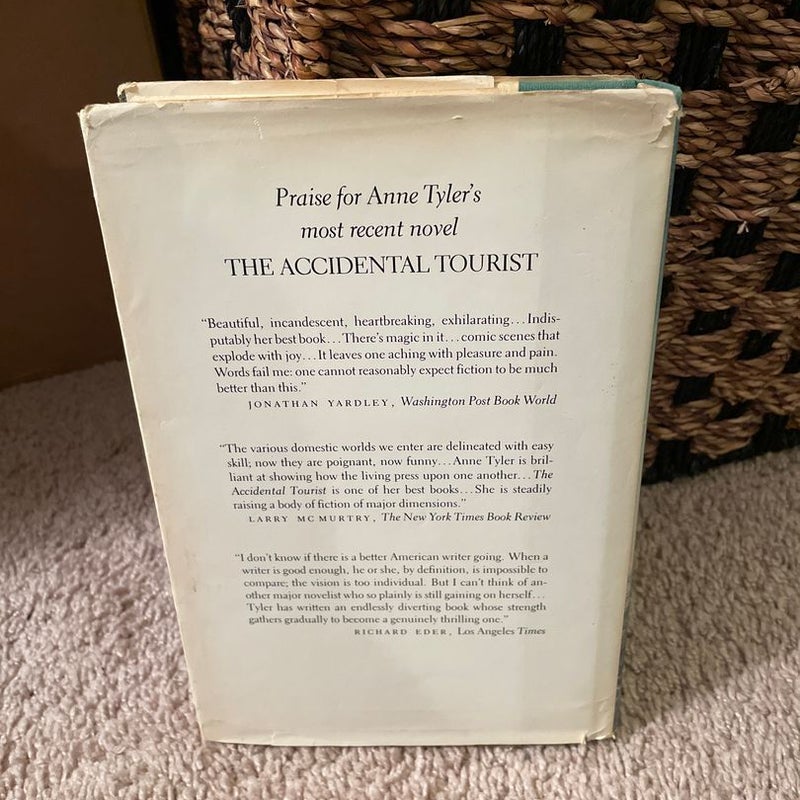 Praise for Anne Tyler's
most recent novel
THE ACCIDENTAL TOURIST
“Beautiful, incandescent, heartbreaking, exhilarating...Indis-
putably her best book...There's magic in it...comic scenes that
explode with joy...It leaves one aching with pleasure and pain.
Words fail me: one cannot reasonably expect fiction to be much
better than this.”
JONATHAN YARDLEY, Washington Post Book World
“The various domestic worlds we enter are delineated with easy
skill; now they are poignant, now funny...Anne Tyler is bril-
liant at showing how the living press upon one another...The
Accidental Tourist is one of her best books...She is steadily
raising a body of fiction of major dimensions.”
LARRY MC MURTRY, The New York Times Book Review
“I don't know if there is a better American writer going. When a
writer is good enough, he or she, by definition, is impossible to
compare; the vision is too individual. But I can't think of an-
other major novelist who so plainly is still gaining on herself...
Tyler has written an endlessly diverting book whose strength
gathers gradually to become a genuinely thrilling one.”
RICHARD EDER, Los Angeles Times